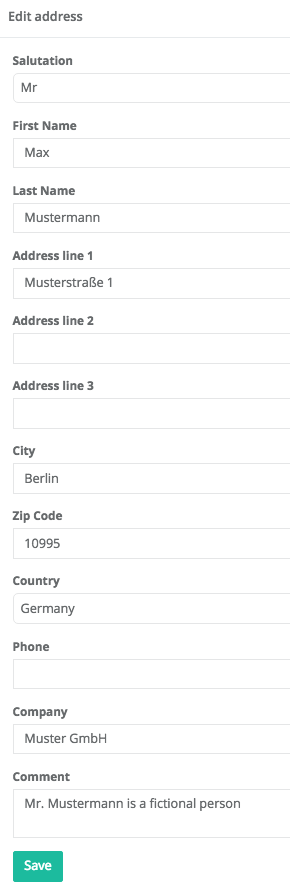 Edit address
Salutation
Mr
First Name
Max
Last Name
Mustermann
Address line 1
Musterstraße 1
Address line 2
Address line 3
City
Berlin
Zip Code
10995
Country
Germany
Phone
Company
Muster GmbH
Comment
Mr. Mustermann is a fictional person
Save